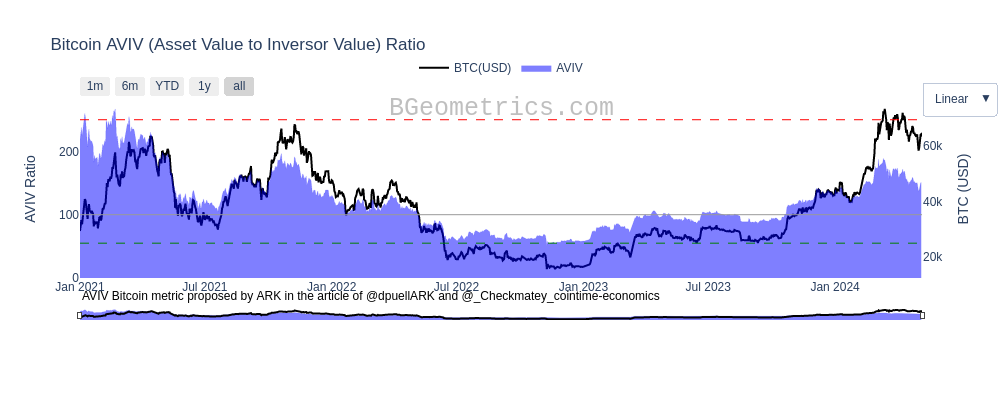 Bitcoin AVIV (Asset Value to Inversor Value) Ratio
BTC(USD) AVIV
1m 6m YTD 1y all
Linear ▼
BGeometrics.com
200
100
0
AVIV Ratio
60k
40k
20k
BTC (USD)
Jan 2021 Jul 2021 Jan 2022 Jul 2022 Jan 2023 Jul 2023 Jan 2024
AVIV Bitcoin metric proposed by ARK in the article of @dpuellARK and @_Checkmatey_cointime-economics